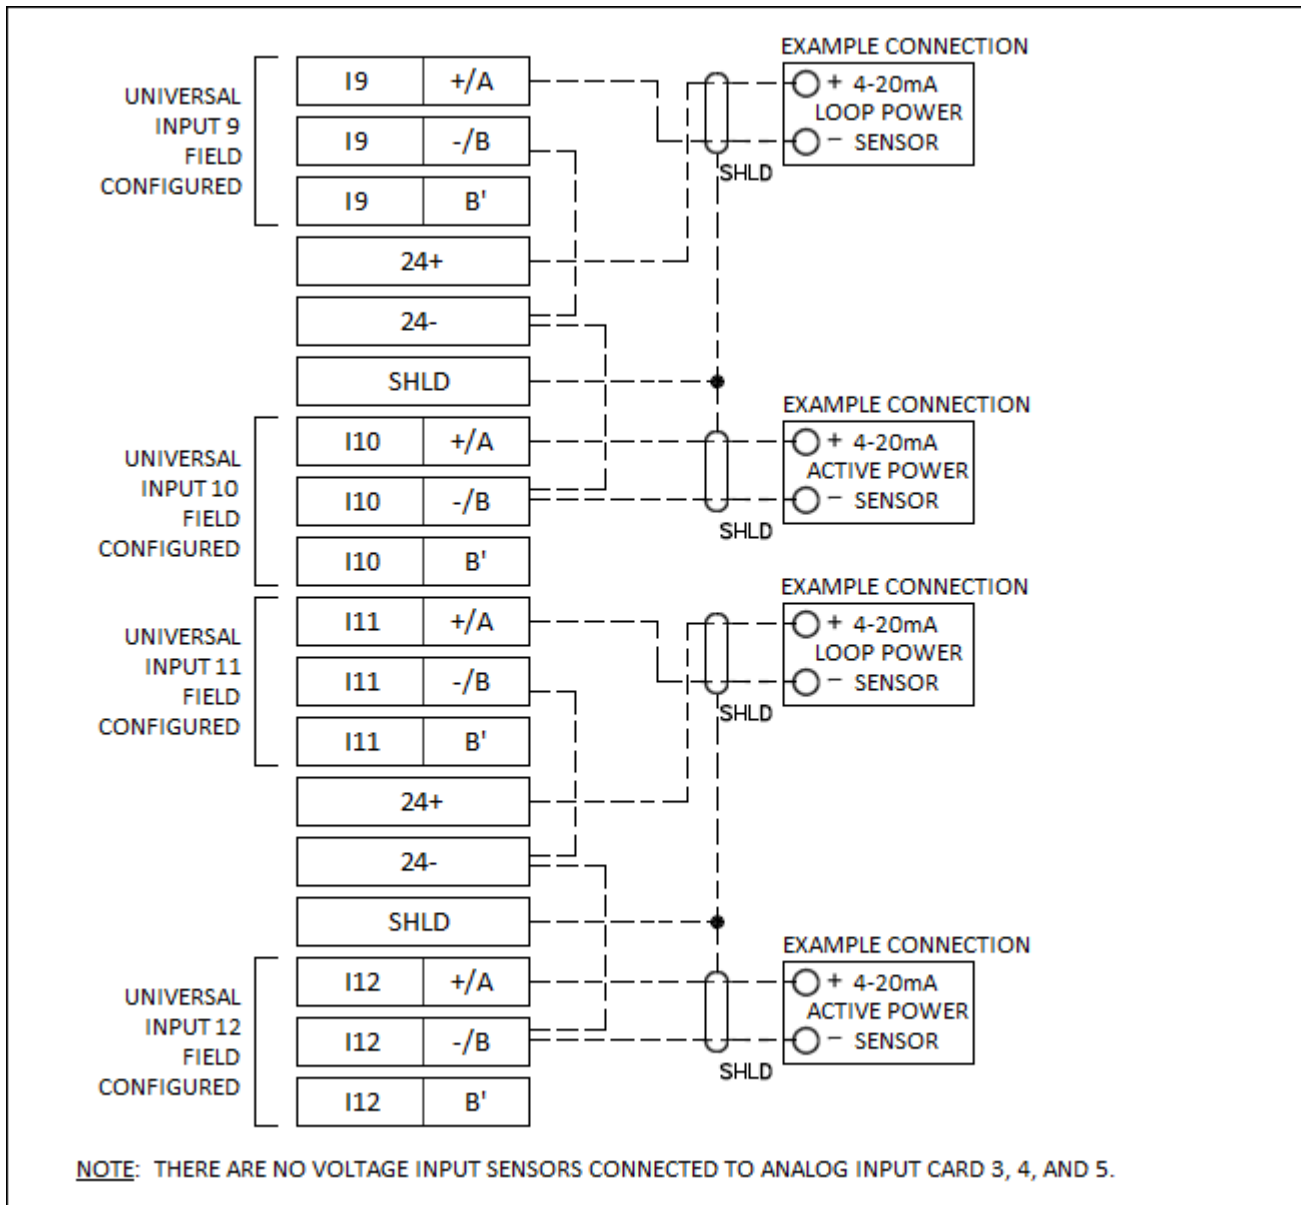 EXAMPLE CONNECTION
UNIVERSAL
INPUT 9
FIELD
CONFIGURED
I9 +/A
I9 -/B
I9 B'
24+
24-
SHLD
+ 4-20mA
LOOP POWER
− SENSOR
SHLD
EXAMPLE CONNECTION
UNIVERSAL
INPUT 10
FIELD
CONFIGURED
I10 +/A
I10 -/B
I10 B'
+ 4-20mA
ACTIVE POWER
− SENSOR
SHLD
EXAMPLE CONNECTION
UNIVERSAL
INPUT 11
FIELD
CONFIGURED
I11 +/A
I11 -/B
I11 B'
24+
24-
SHLD
+ 4-20mA
LOOP POWER
− SENSOR
SHLD
EXAMPLE CONNECTION
UNIVERSAL
INPUT 12
FIELD
CONFIGURED
I12 +/A
I12 -/B
I12 B'
+ 4-20mA
ACTIVE POWER
− SENSOR
SHLD
NOTE: THERE ARE NO VOLTAGE INPUT SENSORS CONNECTED TO ANALOG INPUT CARD 3, 4, AND 5.